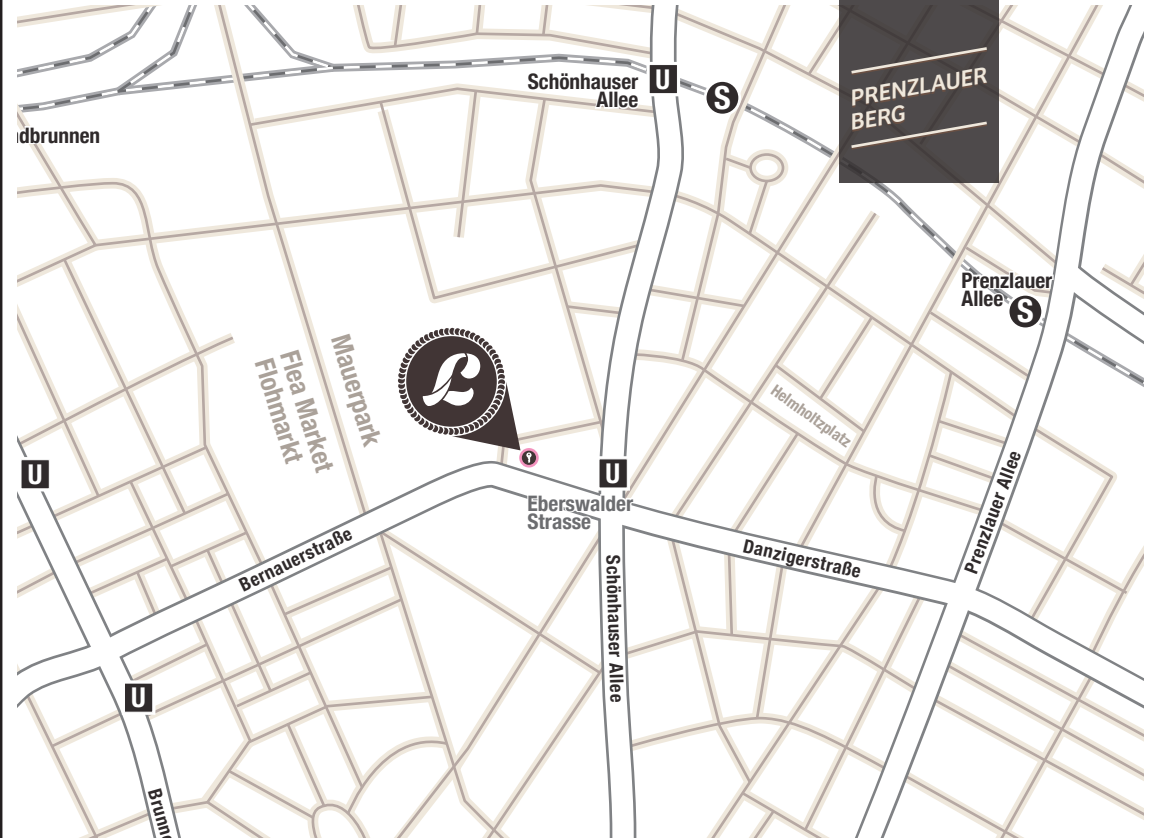 Schönhauser
Allee
U
S
PRENZLAUER
BERG
dbrunnen
Prenzlauer
Allee
S
Mauerpark
Flea Market
Flohmarkt
L
Helmholtzplatz
U
U
Eberswalder
Strasse
Prenzlauer Allee
Bernauerstraße
Danzigerstraße
Schönhauser Allee
U
Brunn